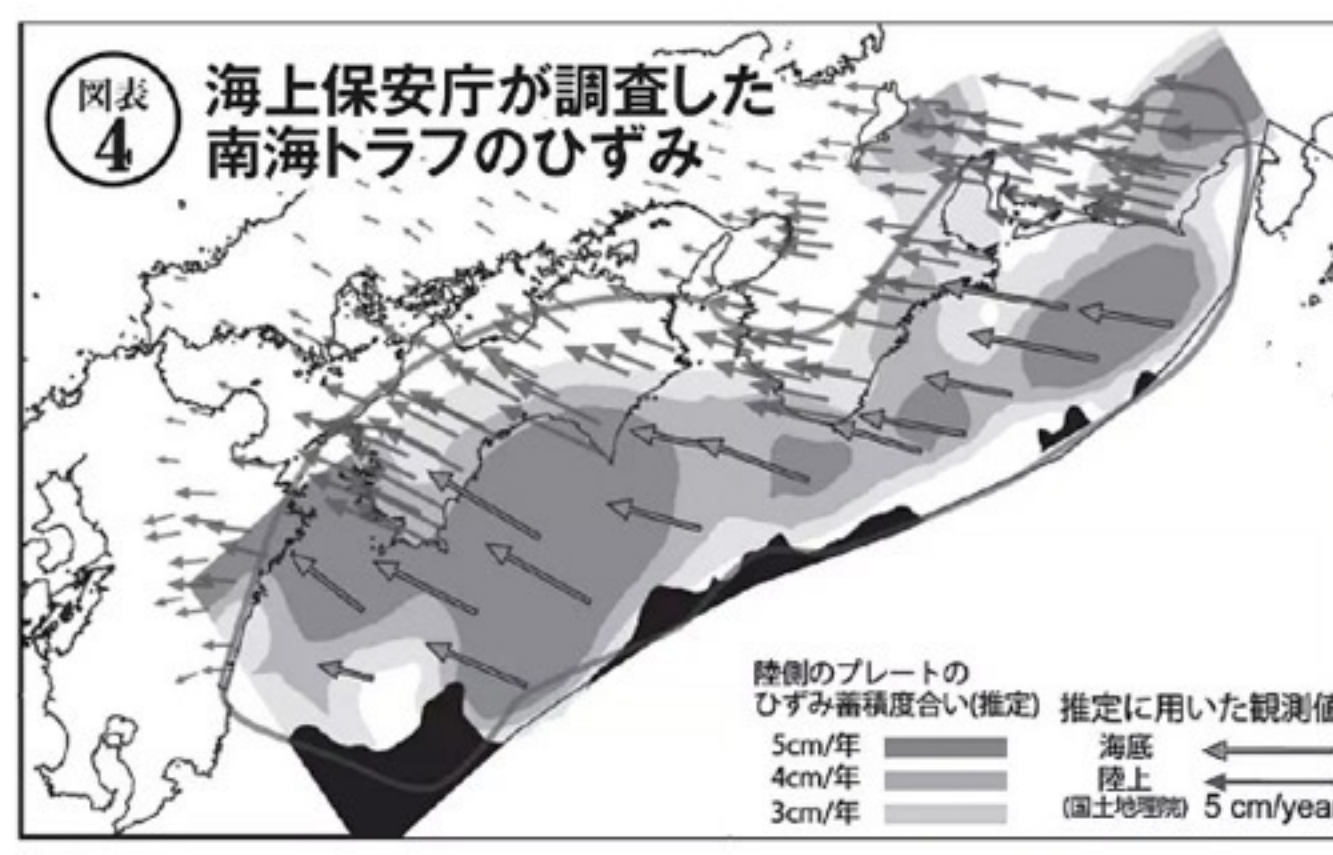 図表
4
海上保安庁が調査した
南海トラフのひずみ
陸側のプレートの
ひずみ蓄積度合い(推定)
5cm/年
4cm/年
3cm/年
推定に用いた観測値
海底
陸上
(国土地理院)
5 cm/year